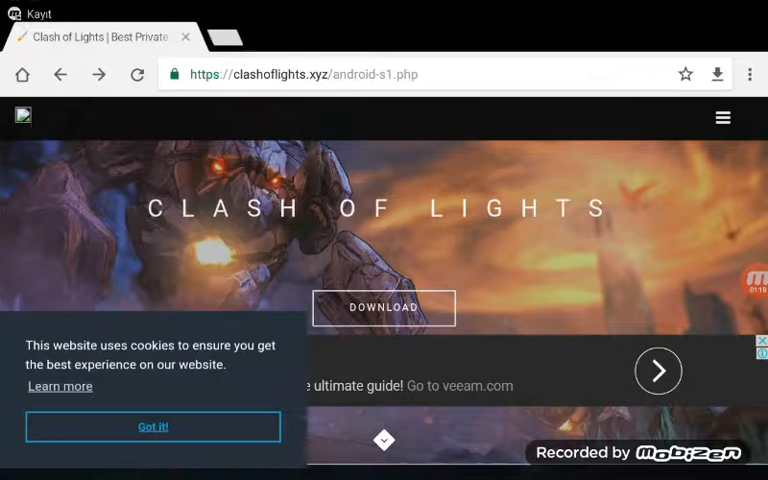 Kayıt
Clash of Lights | Best Private
https://clashoflights.xyz/android-s1.php
CLASH OF LIGHTS
01:19
DOWNLOAD
This website uses cookies to ensure you get
the best experience on our website.
Learn more
e ultimate guide! Go to veeam.com
Got it!
Recorded by mobizen